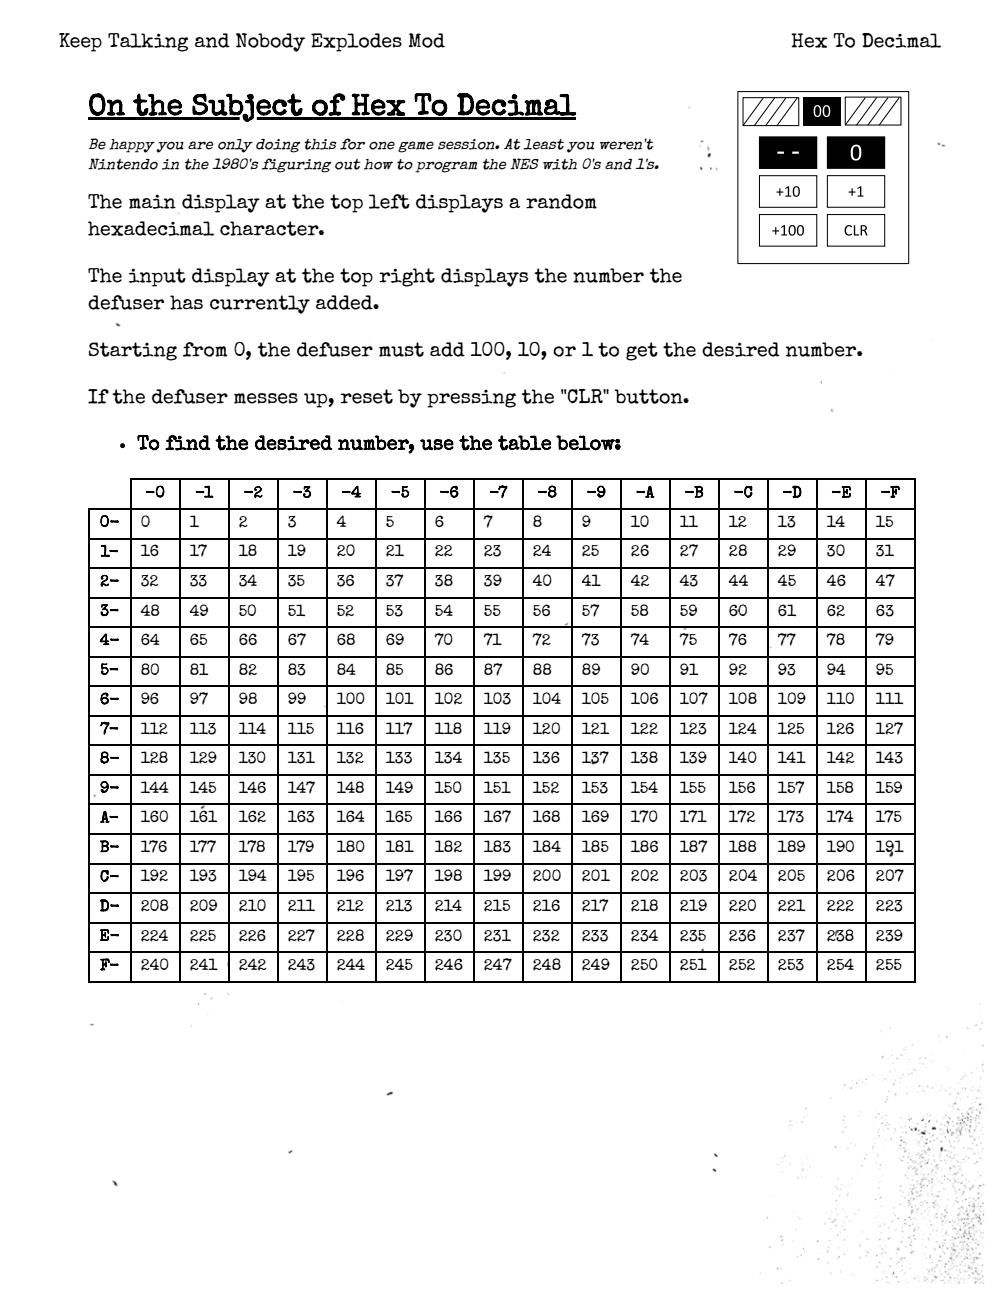 Keep Talking and Nobody Explodes Mod
Hex To Decimal
On the Subject of Hex To Decimal
Be happy you are only doing this for one game session. At least you weren't
Nintendo in the 1980's figuring out how to program the NES with 0's and 1's.
00
-- 0
+10 +1
+100 CLR
The main display at the top left displays a random
hexadecimal character.
The input display at the top right displays the number the
defuser has currently added.
Starting from 0, the defuser must add 100, 10, or 1 to get the desired number.
If the defuser messes up, reset by pressing the "CLR" button.
• To find the desired number, use the table below:
-0 -1 -2 -3 -4 -5 -6 -7 -8 -9 -A -B -C -D -E -F
0- 0 1 2 3 4 5 6 7 8 9 10 11 12 13 14 15
1- 16 17 18 19 20 21 22 23 24 25 26 27 28 29 30 31
2- 32 33 34 35 36 37 38 39 40 41 42 43 44 45 46 47
3- 48 49 50 51 52 53 54 55 56 57 58 59 60 61 62 63
4- 64 65 66 67 68 69 70 71 72 73 74 75 76 77 78 79
5- 80 81 82 83 84 85 86 87 88 89 90 91 92 93 94 95
6- 96 97 98 99 100 101 102 103 104 105 106 107 108 109 110 111
7- 112 113 114 115 116 117 118 119 120 121 122 123 124 125 126 127
8- 128 129 130 131 132 133 134 135 136 137 138 139 140 141 142 143
9- 144 145 146 147 148 149 150 151 152 153 154 155 156 157 158 159
A- 160 161 162 163 164 165 166 167 168 169 170 171 172 173 174 175
B- 176 177 178 179 180 181 182 183 184 185 186 187 188 189 190 191
C- 192 193 194 195 196 197 198 199 200 201 202 203 204 205 206 207
D- 208 209 210 211 212 213 214 215 216 217 218 219 220 221 222 223
E- 224 225 226 227 228 229 230 231 232 233 234 235 236 237 238 239
F- 240 241 242 243 244 245 246 247 248 249 250 251 252 253 254 255